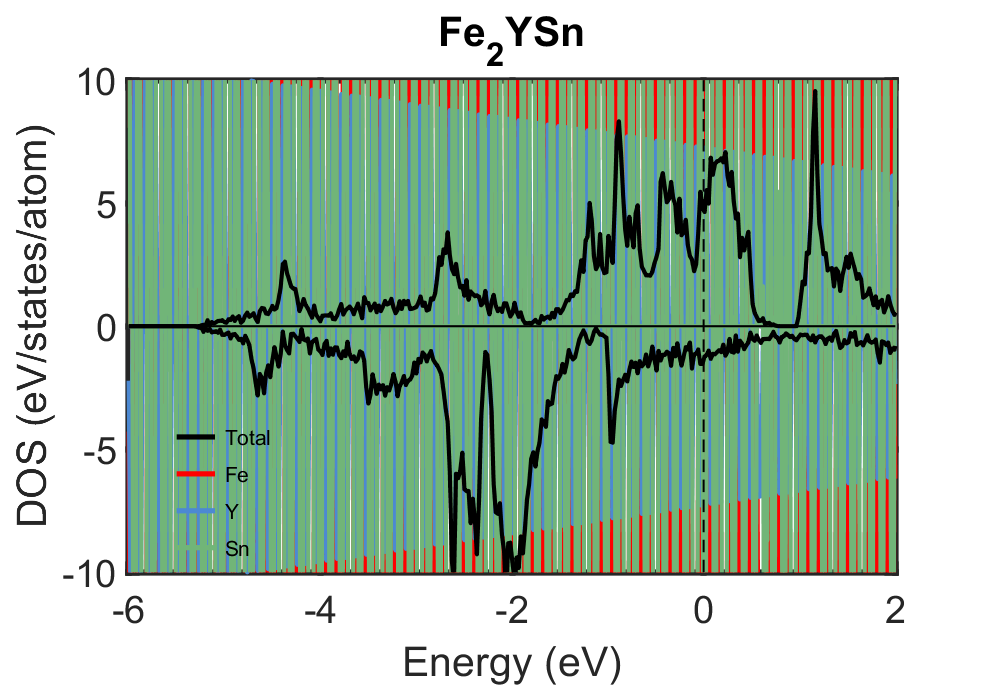 Fe₂YSn
DOS (eV/states/atom)
10
5
0
-5
-10
Total
Fe
Y
Sn
-6 -4 -2 0 2
Energy (eV)